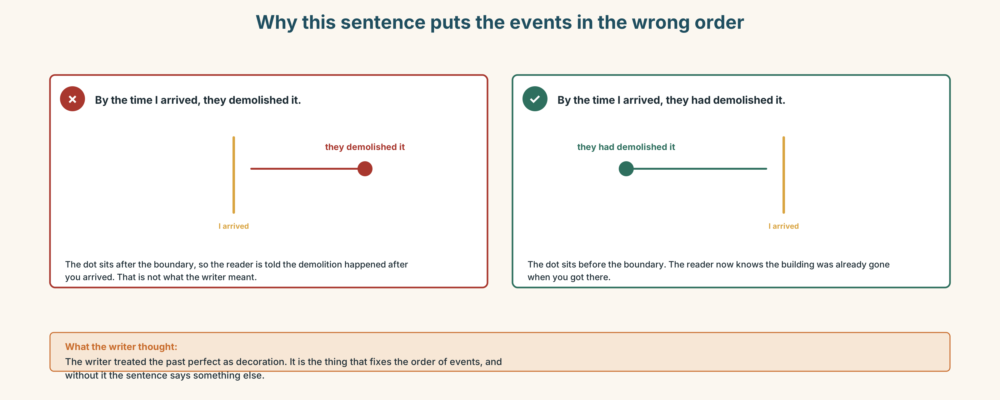 Why this sentence puts the events in the wrong order
By the time I arrived, they demolished it.
they demolished it
I arrived
The dot sits after the boundary, so the reader is told the demolition happened after
you arrived. That is not what the writer meant.
By the time I arrived, they had demolished it.
they had demolished it
I arrived
The dot sits before the boundary. The reader now knows the building was already gone
when you got there.
What the writer thought:
The writer treated the past perfect as decoration. It is the thing that fixes the order of events, and
without it the sentence says something else.